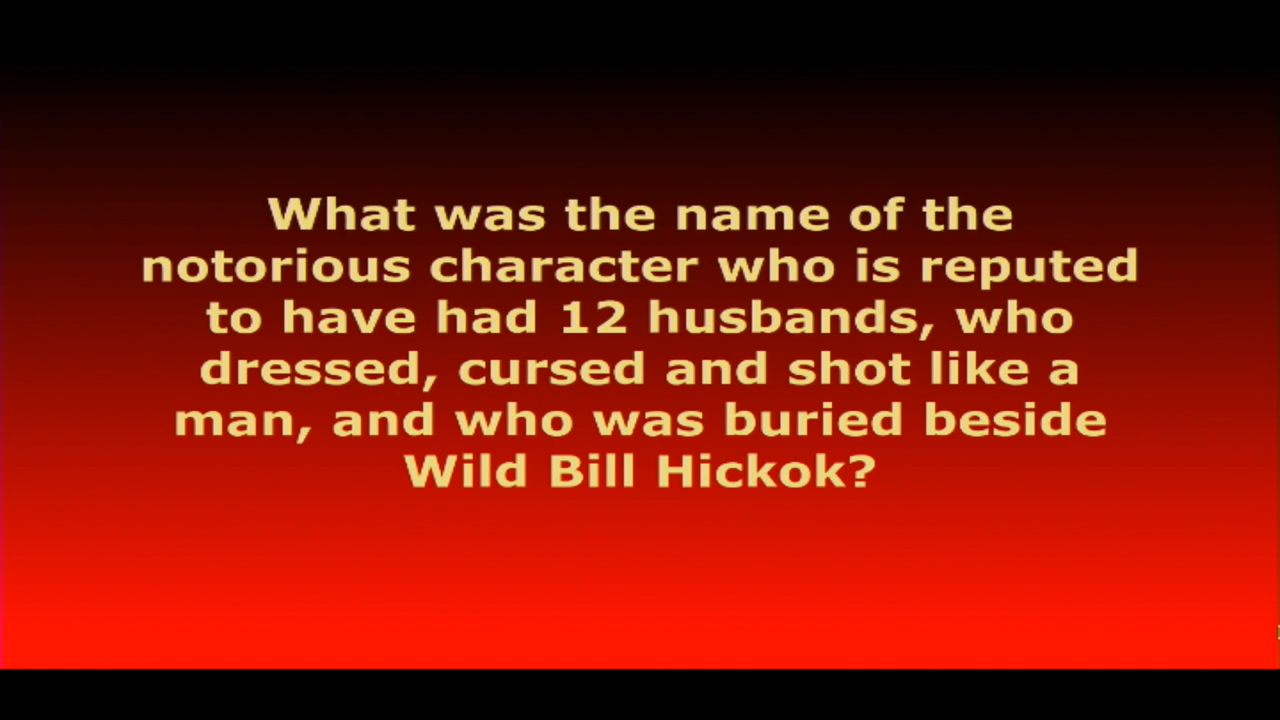 What was the name of the
notorious character who is reputed
to have had 12 husbands, who
dressed, cursed and shot like a
man, and who was buried beside
Wild Bill Hickok?